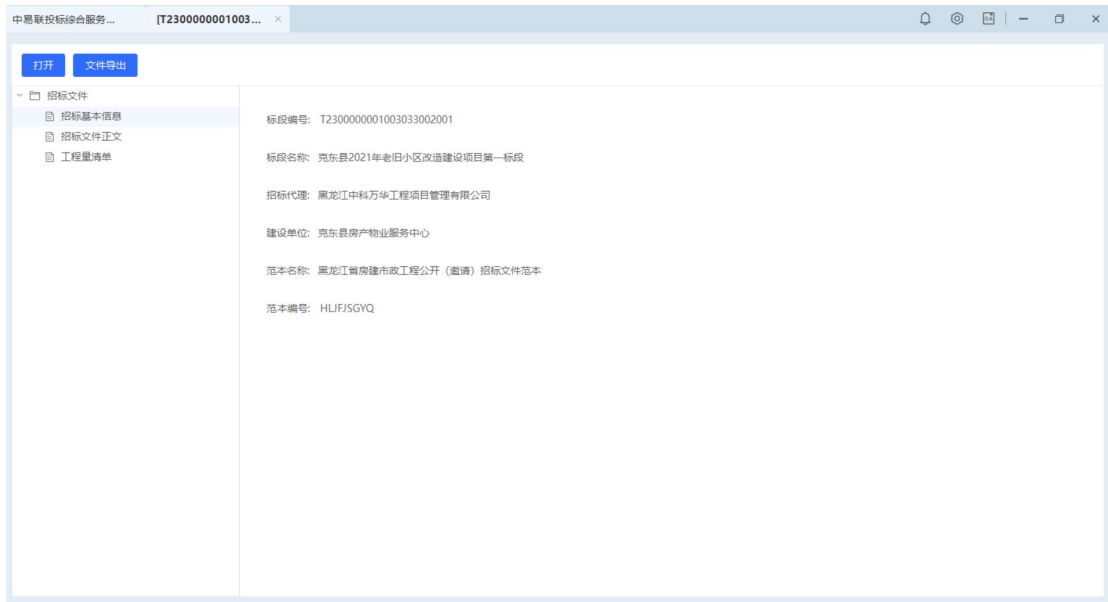 中易联投标综合服务...
[T2300000001003...
打开
文件导出
招标文件
招标基本信息
招标文件正文
工程量清单
标段编号: T2300000001003033002001
标段名称: 克东县2021年老旧小区改造建设项目第一标段
招标代理: 黑龙江中科万华工程项目管理有限公司
建设单位: 克东县房产物业服务中心
范本名称: 黑龙江省房建市政工程公开（邀请）招标文件范本
范本编号: HLJFJSGYQ